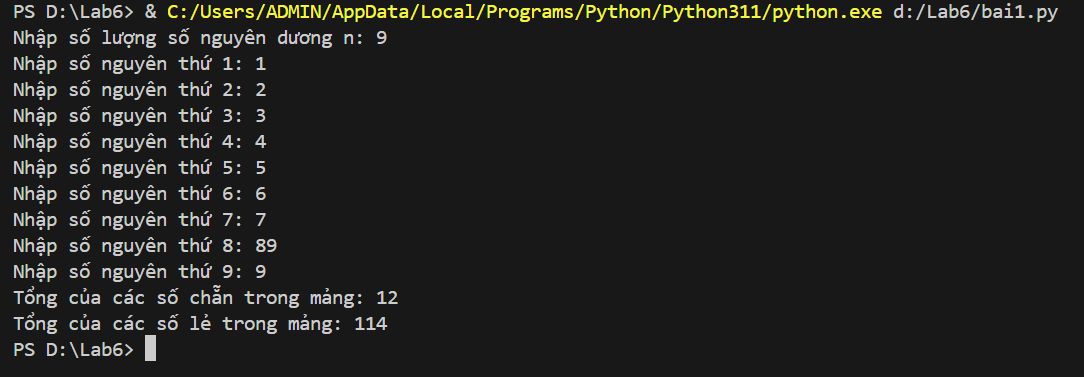 PS D:\Lab6> & C:/Users/ADMIN/AppData/Local/Programs/Python/Python311/python.exe d:/Lab6/bai1.py
Nhập số lượng số nguyên dương n: 9
Nhập số nguyên thứ 1: 1
Nhập số nguyên thứ 2: 2
Nhập số nguyên thứ 3: 3
Nhập số nguyên thứ 4: 4
Nhập số nguyên thứ 5: 5
Nhập số nguyên thứ 6: 6
Nhập số nguyên thứ 7: 7
Nhập số nguyên thứ 8: 89
Nhập số nguyên thứ 9: 9
Tổng của các số chẵn trong mảng: 12
Tổng của các số lẻ trong mảng: 114
PS D:\Lab6>